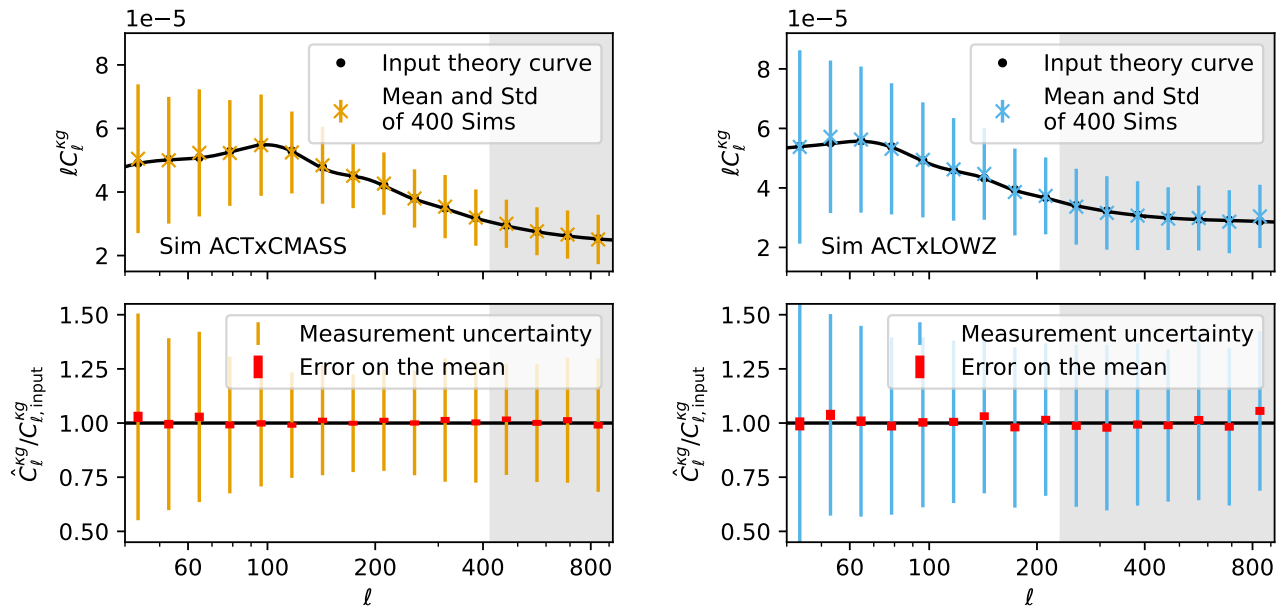 1e−5
8
6
4
2
ℓC_ℓ^{κg}
Input theory curve
Mean and Std
of 400 Sims
Sim ACTxCMASS
1e−5
8
6
4
2
ℓC_ℓ^{κg}
Input theory curve
Mean and Std
of 400 Sims
Sim ACTxLOWZ
1.50
1.25
1.00
0.75
0.50
Ĉ_ℓ^{κg}/C_{ℓ,input}^{κg}
Measurement uncertainty
Error on the mean
60 100 200 400 800
ℓ
1.50
1.25
1.00
0.75
0.50
Ĉ_ℓ^{κg}/C_{ℓ,input}^{κg}
Measurement uncertainty
Error on the mean
60 100 200 400 800
ℓ